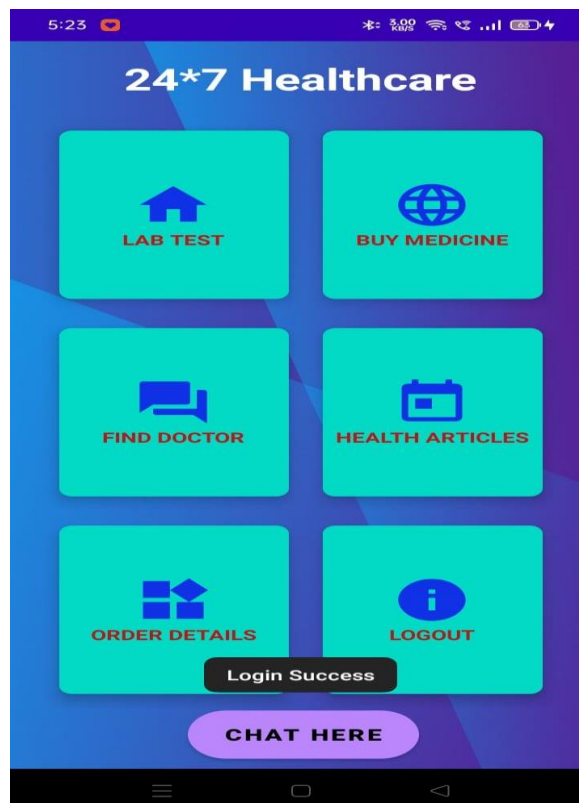 5:23 3.00 KB/S 63
24*7 Healthcare
LAB TEST BUY MEDICINE
FIND DOCTOR HEALTH ARTICLES
ORDER DETAILS LOGOUT
Login Success
CHAT HERE